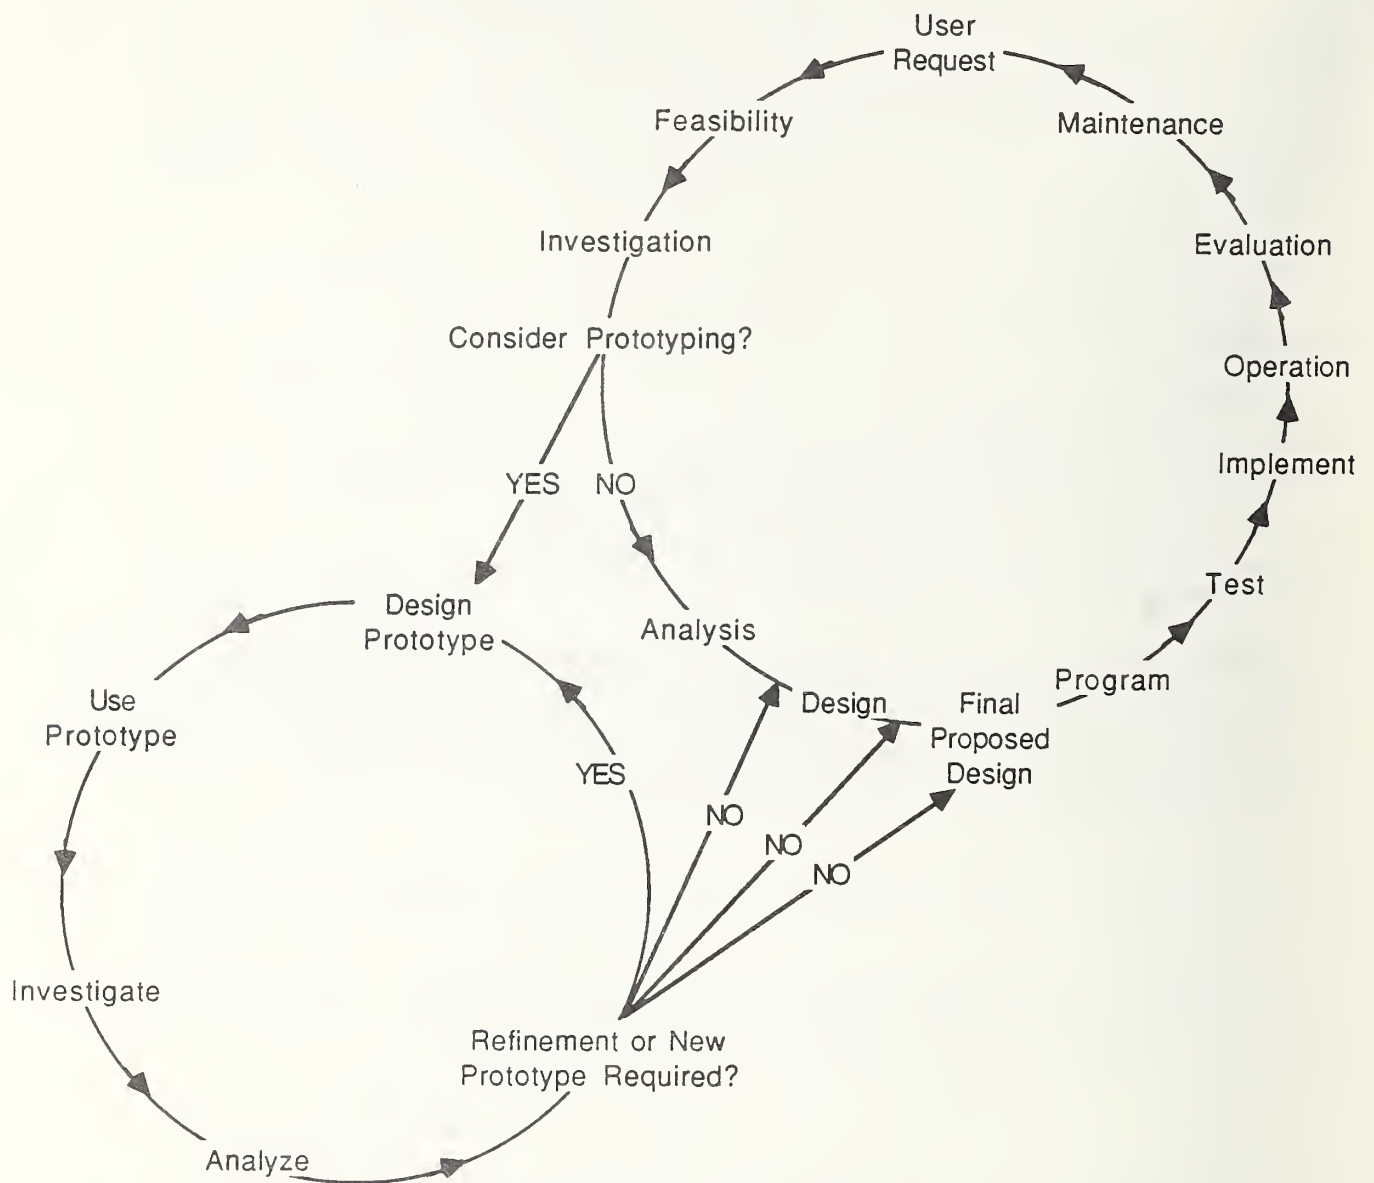 User
Request
Feasibility
Maintenance
Investigation
Evaluation
Consider Prototyping?
Operation
Implement
YES
NO
Test
Design
Prototype
Analysis
Program
Use
Prototype
Design
Final
Proposed
Design
YES
NO
NO
NO
Investigate
Refinement or New
Prototype Required?
Analyze